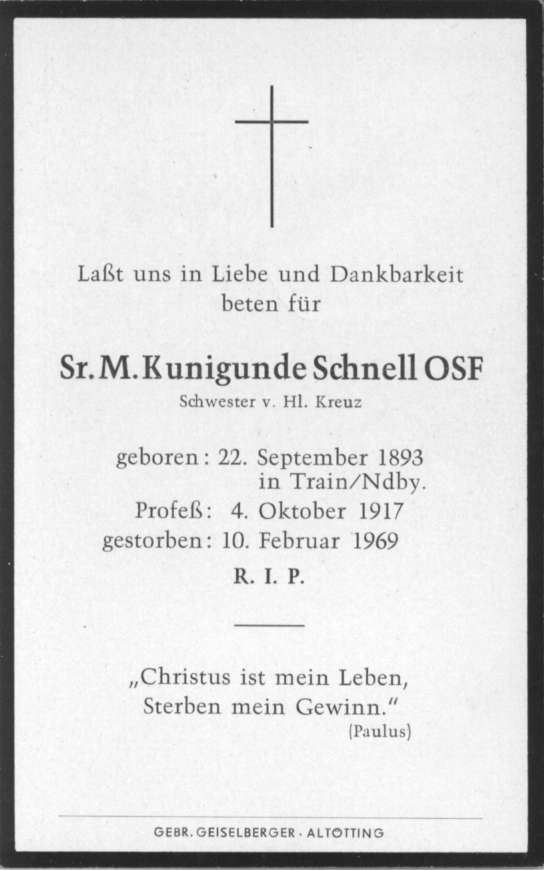 Laßt uns in Liebe und Dankbarkeit
beten für
Sr. M. Kunigunde Schnell OSF
Schwester v. Hl. Kreuz
geboren: 22. September 1893
in Train/Ndby.
Profeß: 4. Oktober 1917
gestorben: 10. Februar 1969
R. I. P.
„Christus ist mein Leben,
Sterben mein Gewinn.“
(Paulus)
GEBR. GEISELBERGER · ALTÖTTING